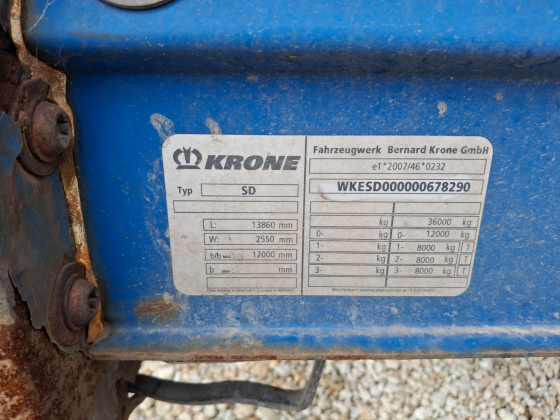 KRONE
Typ SD
L: 13860 mm
W: 2550 mm
b/b MAX.: 12000 mm
b MIN.: mm
Fahrzeugwerk Bernard Krone GmbH
e1*2007/46*0232
WKESD000000678290
kg 36000 kg
0- kg 0- 12000 kg
1- kg 1- 8000 kg T
2- kg 2- 8000 kg T
3- kg 3- 8000 kg T